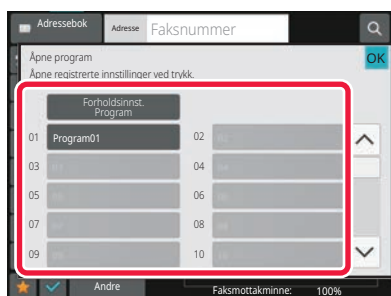 Adressebok Adresse Faksnummer
Åpne program OK
Åpne registrerte innstillinger ved trykk.
Forholdsinnst.
Program
01 Program01 02
03 04
05 06
07 08
09 10
Andre Faksmottakminne: 100%